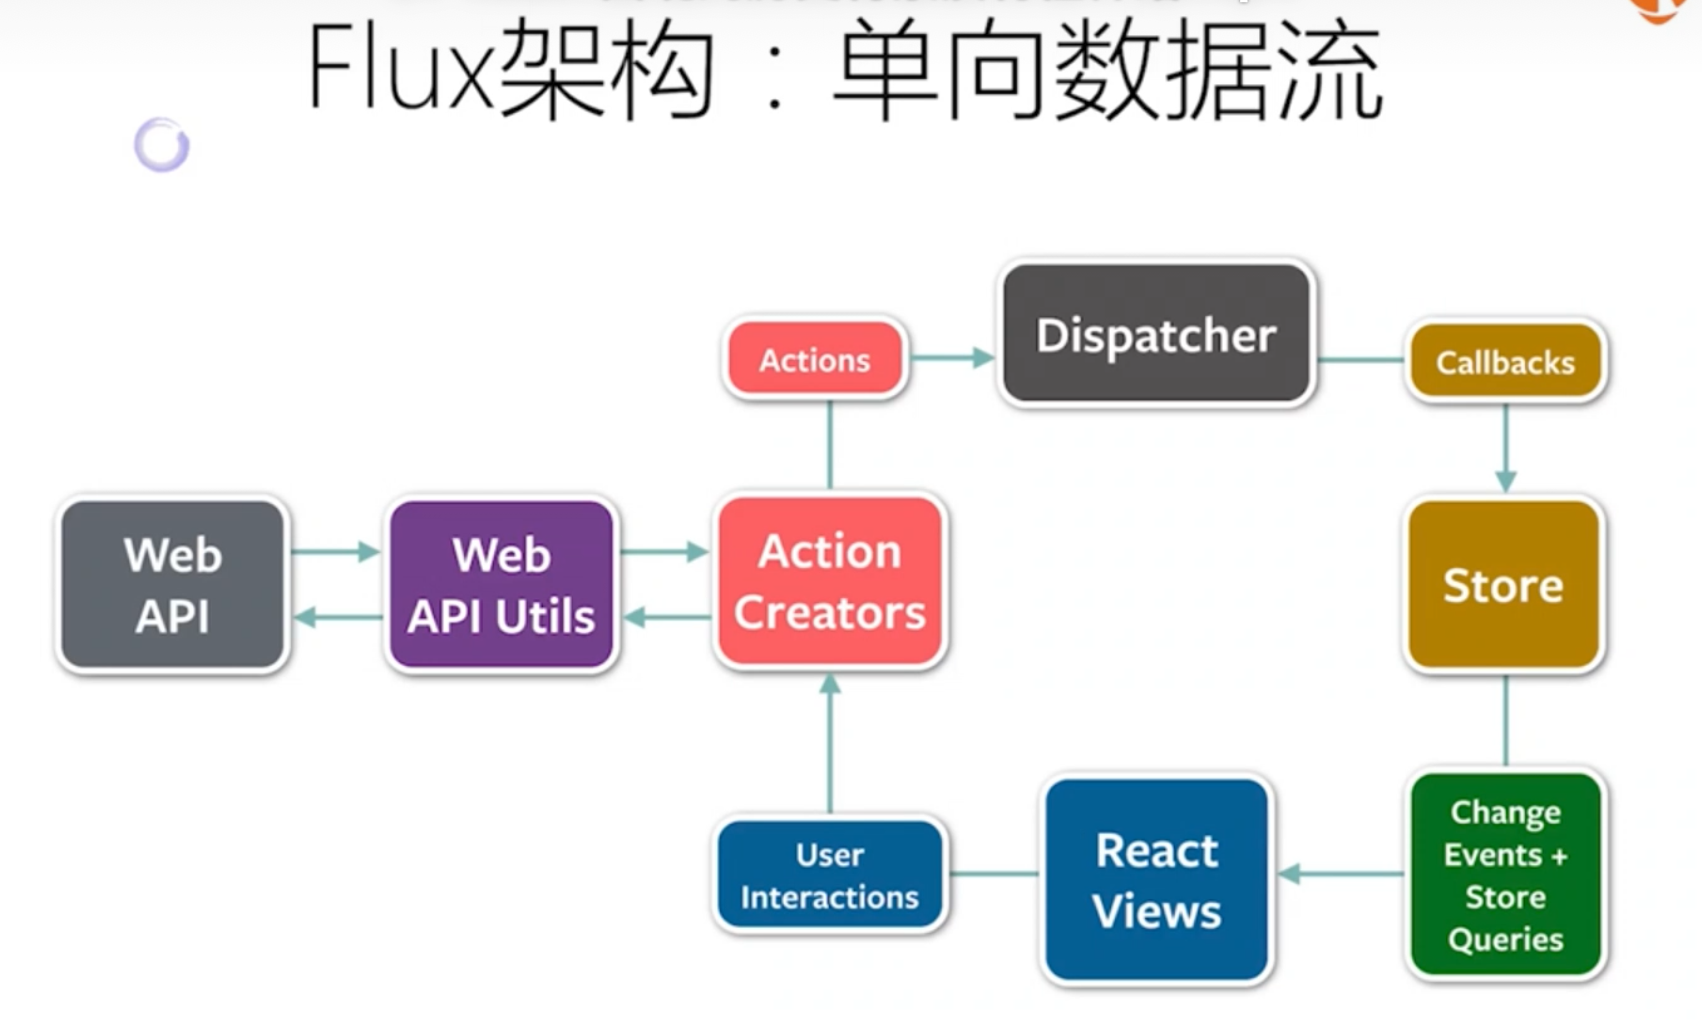 Flux架构：单向数据流
Actions
Dispatcher
Callbacks
Web
API
Web
API Utils
Action
Creators
Store
User
Interactions
React
Views
Change
Events +
Store
Queries